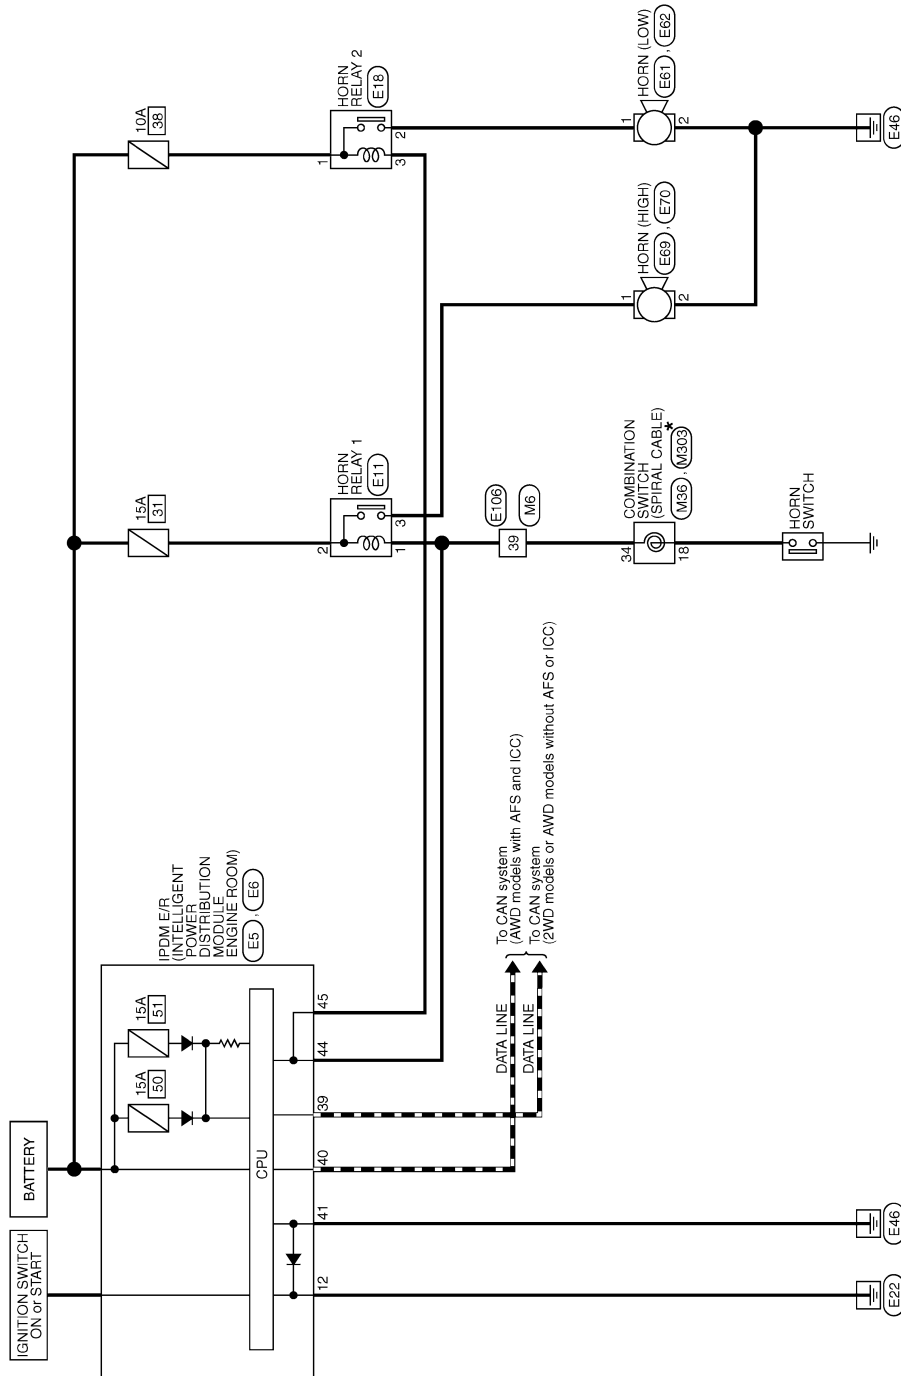 BATTERY
IGNITION SWITCH
ON or START
15A
50
15A
51
IPDM E/R
(INTELLIGENT
POWER
DISTRIBUTION
MODULE
ENGINE ROOM)
E5 , E6
CPU
12
41
40
39
44
45
E22
E46
DATA LINE
DATA LINE
To CAN system
(AWD models with AFS and ICC)
To CAN system
(2WD models or AWD models without AFS or ICC)
15A
31
HORN
RELAY 1
E11
2
1
3
E106
39
M6
COMBINATION
SWITCH
(SPIRAL CABLE)
M36 , M303 *
34
18
HORN
SWITCH
10A
38
HORN
RELAY 2
E18
1
3
2
HORN (HIGH)
E69 , E70
1
2
HORN (LOW)
E61 , E62
1
2
E46